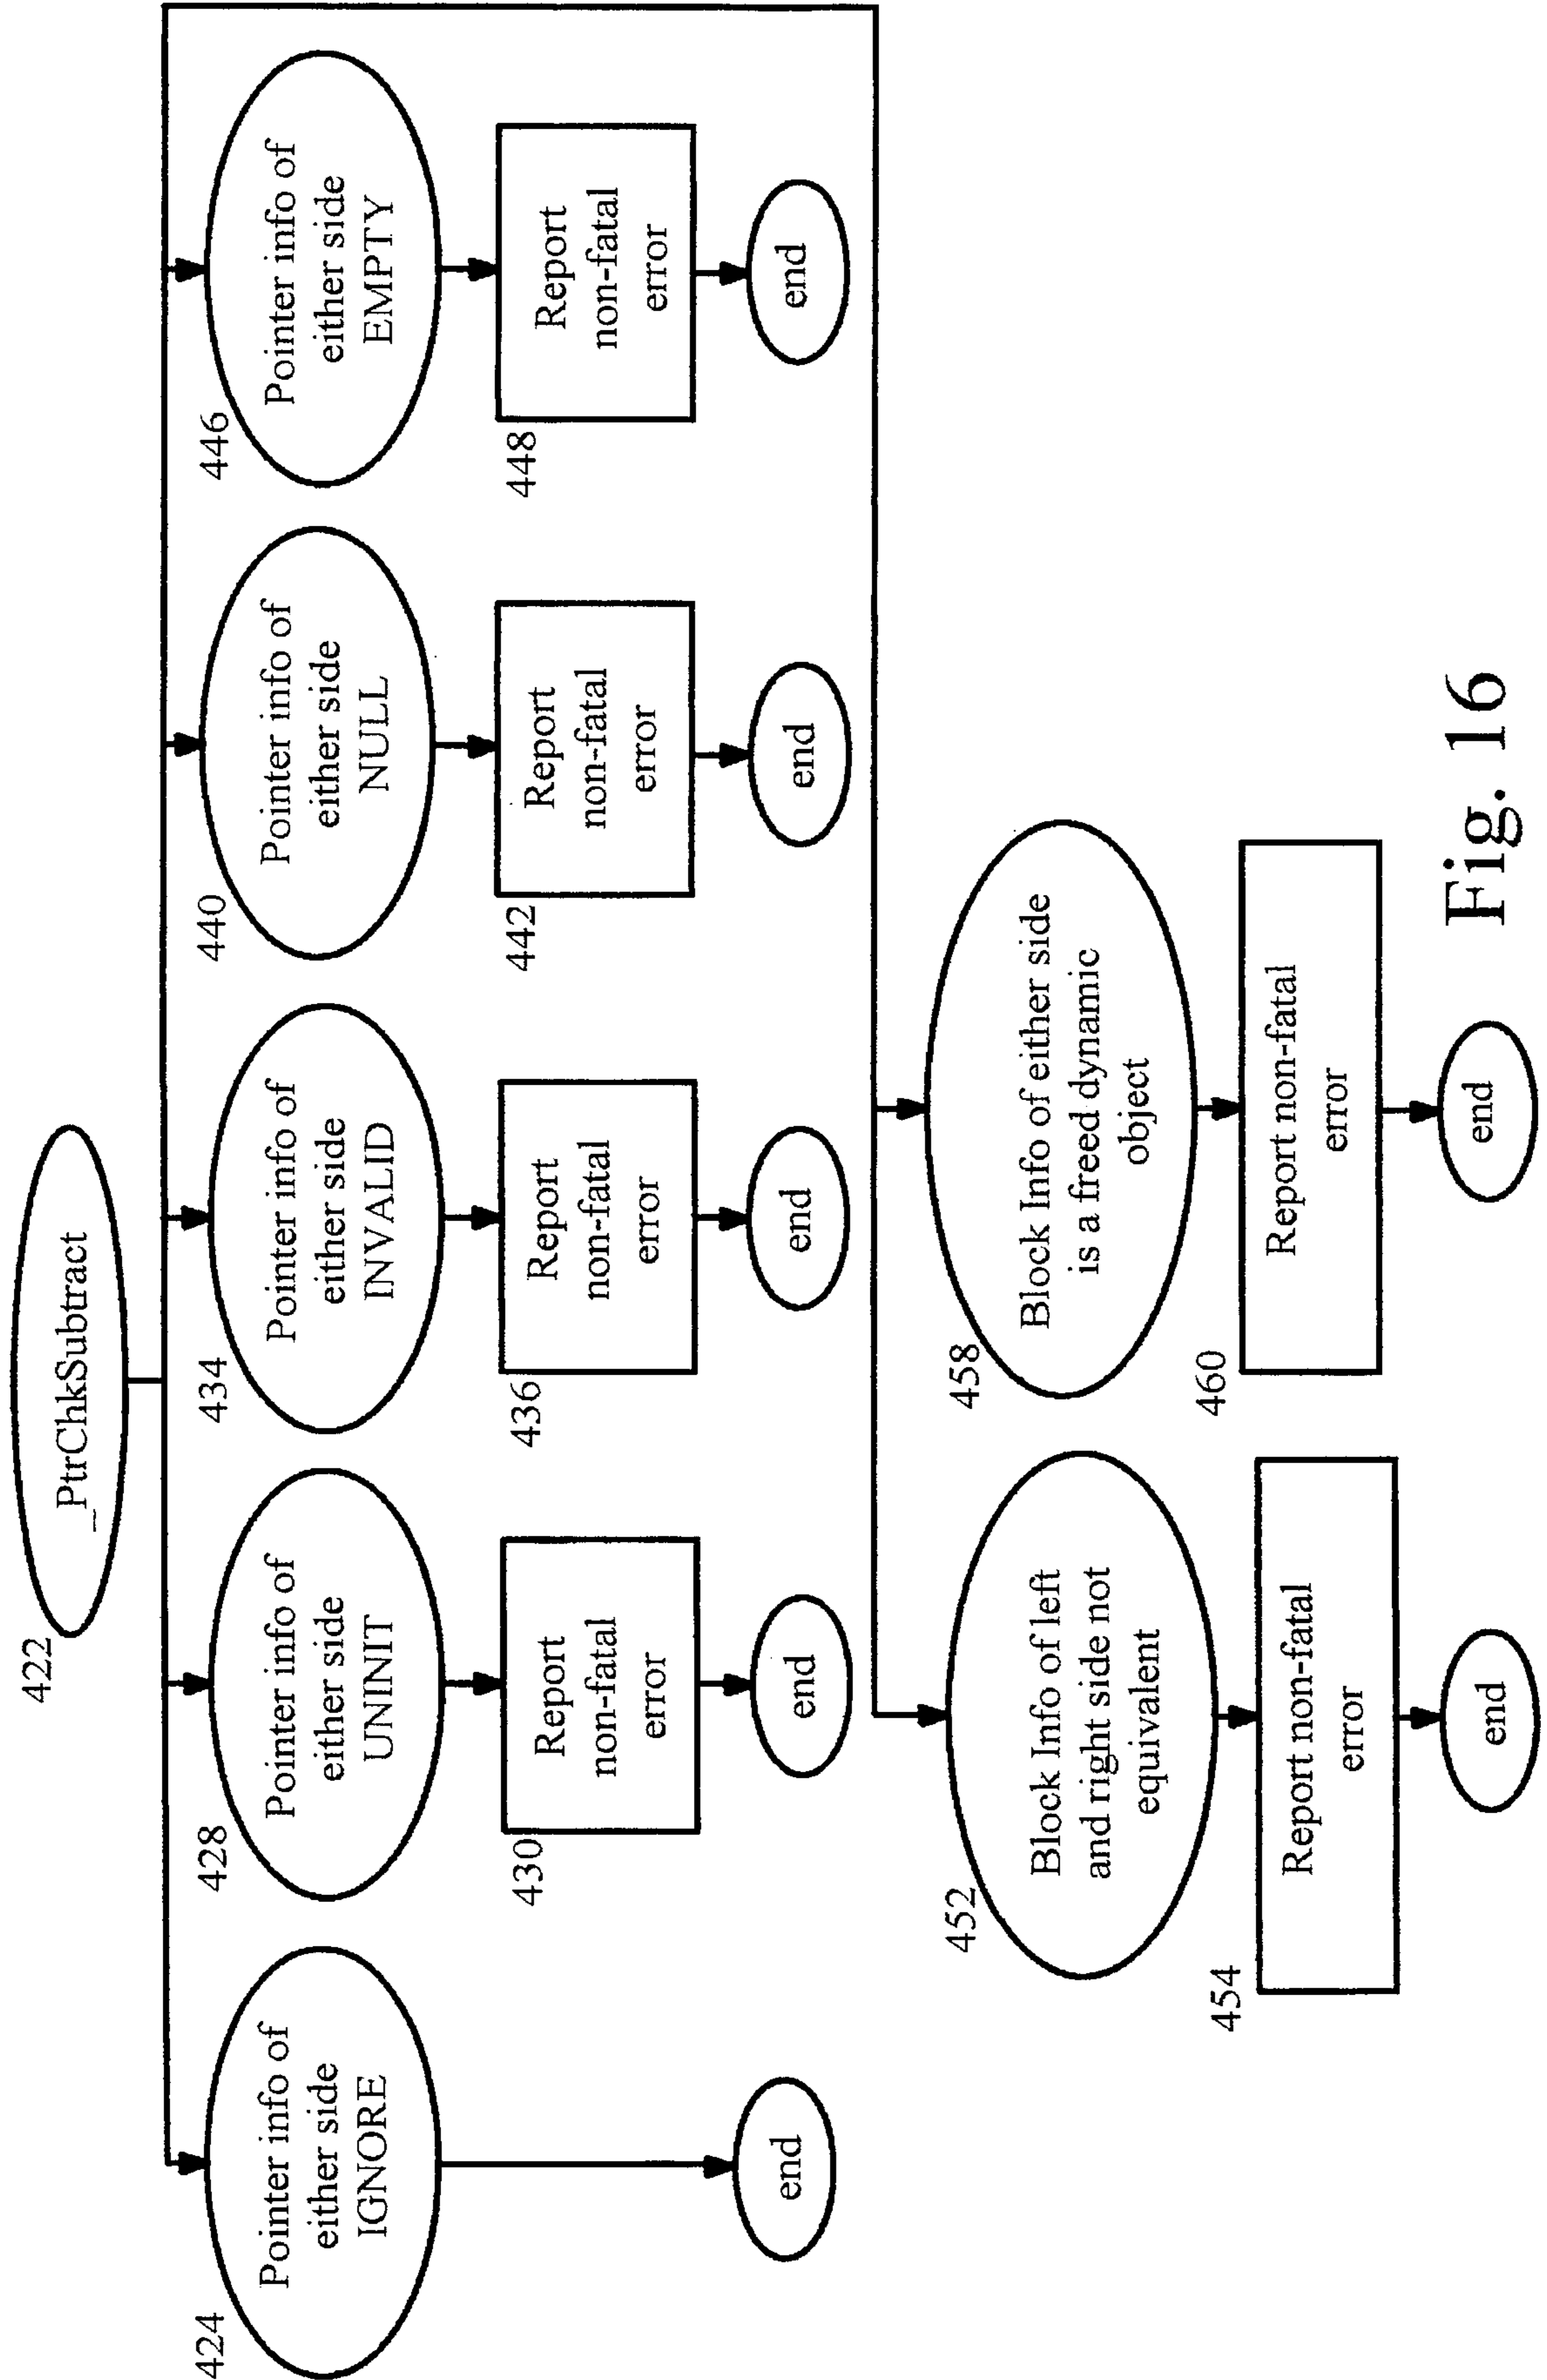 422
_PtrChkSubtract
424
Pointer info of
either side
IGNORE
end
428
Pointer info of
either side
UNINIT
430
Report
non-fatal
error
end
434
Pointer info of
either side
INVALID
436
Report
non-fatal
error
end
440
Pointer info of
either side
NULL
442
Report
non-fatal
error
end
446
Pointer info of
either side
EMPTY
448
Report
non-fatal
error
end
452
Block Info of left
and right side not
equivalent
454
Report non-fatal
error
end
458
Block Info of either side
is a freed dynamic
object
460
Report non-fatal
error
end
Fig. 16